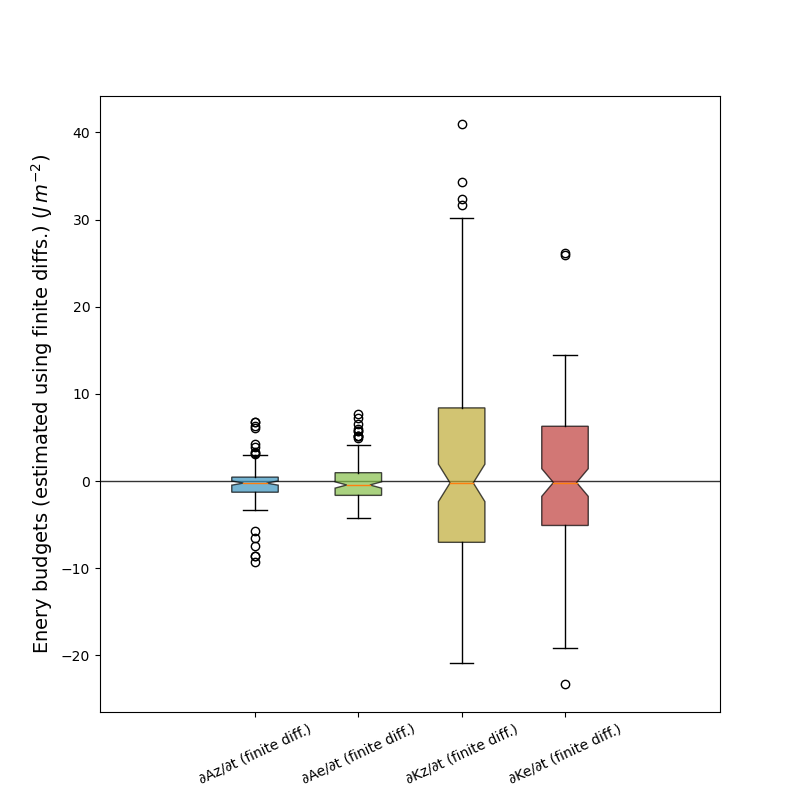 Enery budgets (estimated using finite diffs.) (J m⁻²)
40
30
20
10
0
−10
−20
∂Az/∂t (finite diff.)
∂Ae/∂t (finite diff.)
∂Kz/∂t (finite diff.)
∂Ke/∂t (finite diff.)